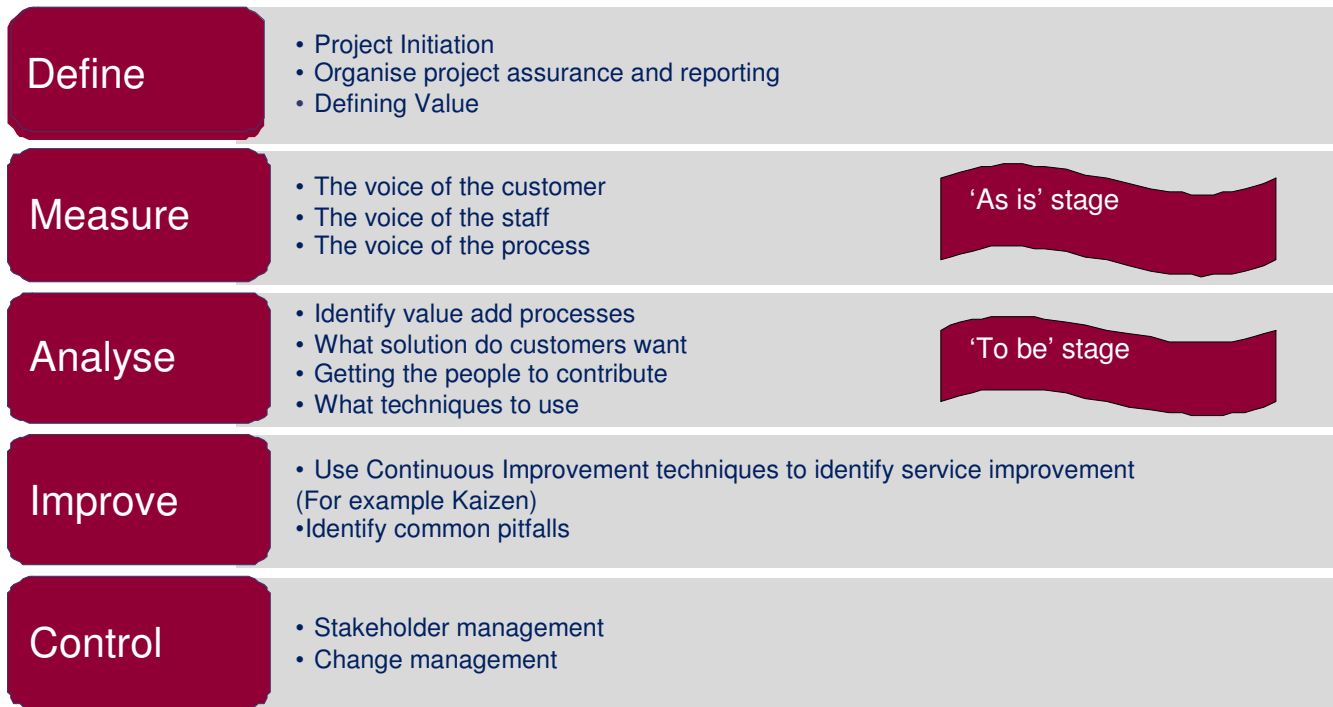 Define
• Project Initiation
• Organise project assurance and reporting
• Defining Value
Measure
• The voice of the customer
• The voice of the staff
• The voice of the process
‘As is’ stage
Analyse
• Identify value add processes
• What solution do customers want
• Getting the people to contribute
• What techniques to use
‘To be’ stage
Improve
• Use Continuous Improvement techniques to identify service improvement
(For example Kaizen)
•Identify common pitfalls
Control
• Stakeholder management
• Change management